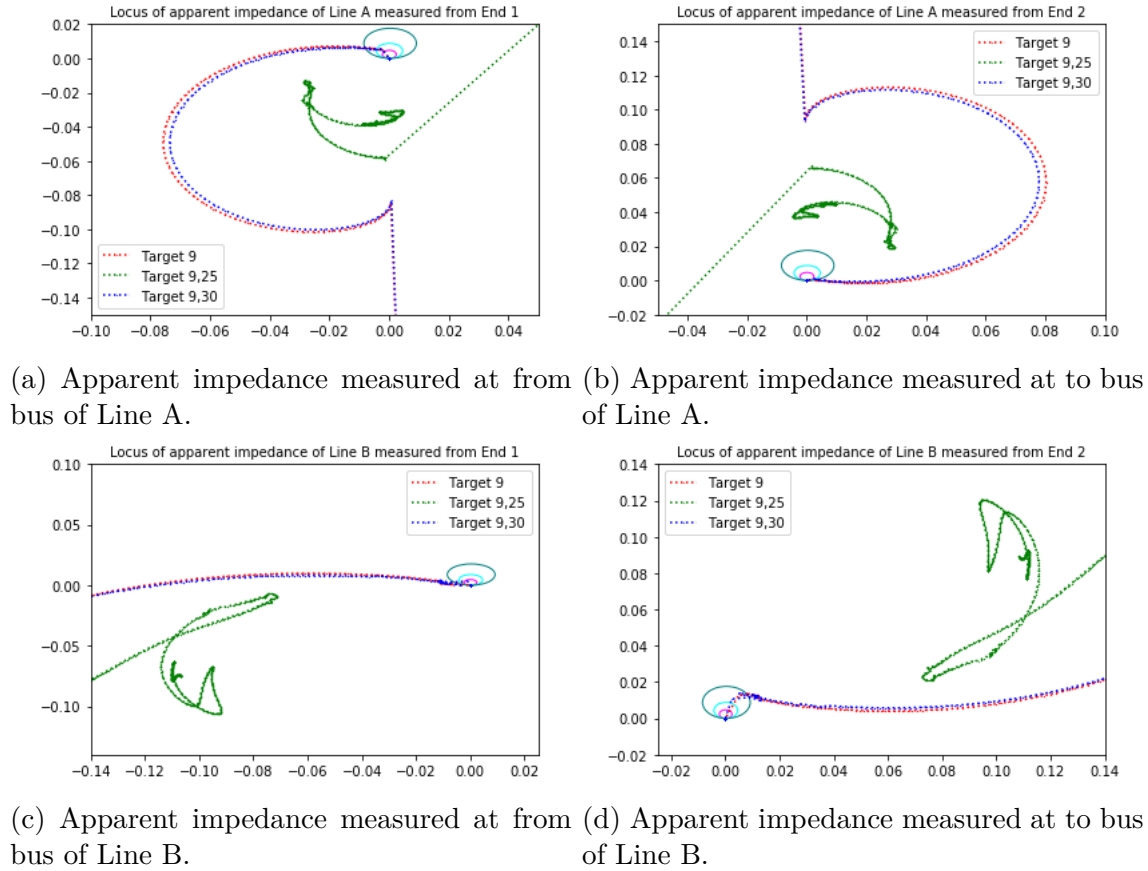 Locus of apparent impedance of Line A measured from End 1
0.02
0.00
−0.02
−0.04
−0.06
−0.08
−0.10
−0.12
−0.14
Target 9
Target 9,25
Target 9,30
−0.10 −0.08 −0.06 −0.04 −0.02 0.00 0.02 0.04
Locus of apparent impedance of Line A measured from End 2
0.14
0.12
0.10
0.08
0.06
0.04
0.02
0.00
−0.02
Target 9
Target 9,25
Target 9,30
−0.04 −0.02 0.00 0.02 0.04 0.06 0.08 0.10
(a) Apparent impedance measured at from
bus of Line A.
(b) Apparent impedance measured at to bus
of Line A.
Locus of apparent impedance of Line B measured from End 1
0.10
0.05
0.00
−0.05
−0.10
Target 9
Target 9,25
Target 9,30
−0.14 −0.12 −0.10 −0.08 −0.06 −0.04 −0.02 0.00 0.02
Locus of apparent impedance of Line B measured from End 2
0.14
0.12
0.10
0.08
0.06
0.04
0.02
0.00
−0.02
Target 9
Target 9,25
Target 9,30
−0.02 0.00 0.02 0.04 0.06 0.08 0.10 0.12 0.14
(c) Apparent impedance measured at from
bus of Line B.
(d) Apparent impedance measured at to bus
of Line B.